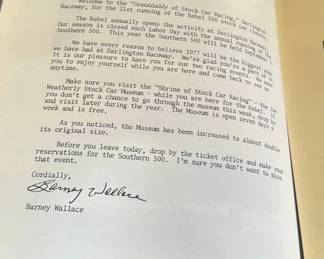 Welcome to the "Granddaddy of Stock Car Racing," Darlington
Raceway, for the 21st running of the Rebel 500 stock car classic.
The Rebel annually opens the activity at Darlington Raceway.
Our season is closed each Labor Day with the annual running of the
Southern 500. This year the Southern 500 will be held September
We have every reason to believe 1977 will be the biggest year
we have had at Darlington Raceway. We're glad you're a part of it.
It is our pleasure to have you for our two racing events. We want
you to enjoy yourself while you are here and come back to see us
anytime.
Make sure you visit the "Shrine of Stock Car Racing" - the Joe
Weatherly Stock Car Museum - while you are here for the Rebel. If
you don't get a chance to go through the museum this week, drop by
and visit later during the year. The Museum is open seven days a
week and is free.
As you noticed, the Museum has been increased to almost double
its original size.
Before you leave today, drop by the ticket office and make your
reservations for the Southern 500. I'm sure you don't want to miss
that event.
Cordially,
Barney Wallace
Barney Wallace